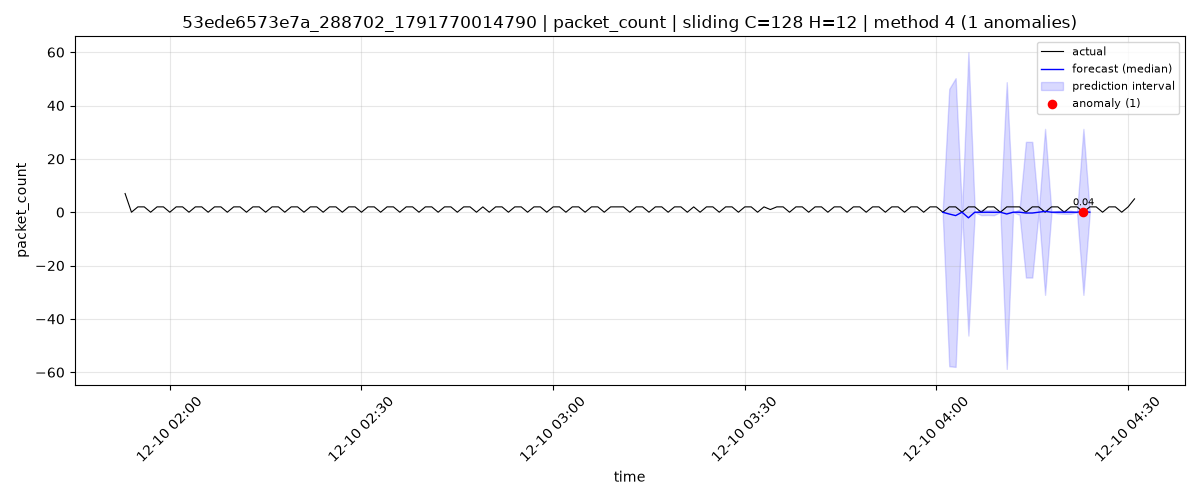 53ede6573e7a_288702_1791770014790 | packet_count | sliding C=128 H=12 | method 4 (1 anomalies)
packet_count
60
40
20
0
−20
−40
−60
actual
forecast (median)
prediction interval
anomaly (1)
0.04
12-10 02:00
12-10 02:30
12-10 03:00
12-10 03:30
12-10 04:00
12-10 04:30
time